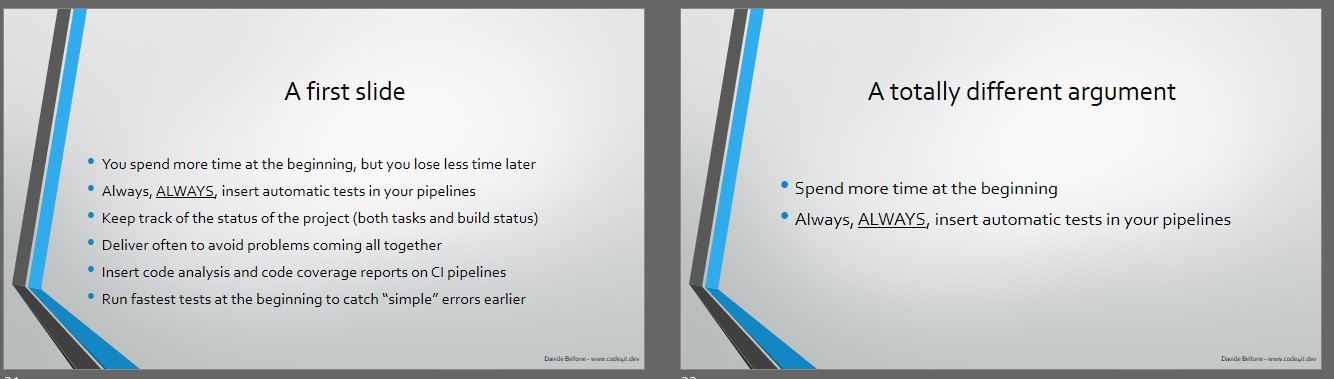 A first slide
• You spend more time at the beginning, but you lose less time later
• Always, ALWAYS, insert automatic tests in your pipelines
• Keep track of the status of the project (both tasks and build status)
• Deliver often to avoid problems coming all together
• Insert code analysis and code coverage reports on CI pipelines
• Run fastest tests at the beginning to catch “simple” errors earlier
Davide Bellone - www.code4it.dev
A totally different argument
• Spend more time at the beginning
• Always, ALWAYS, insert automatic tests in your pipelines
Davide Bellone - www.code4it.dev